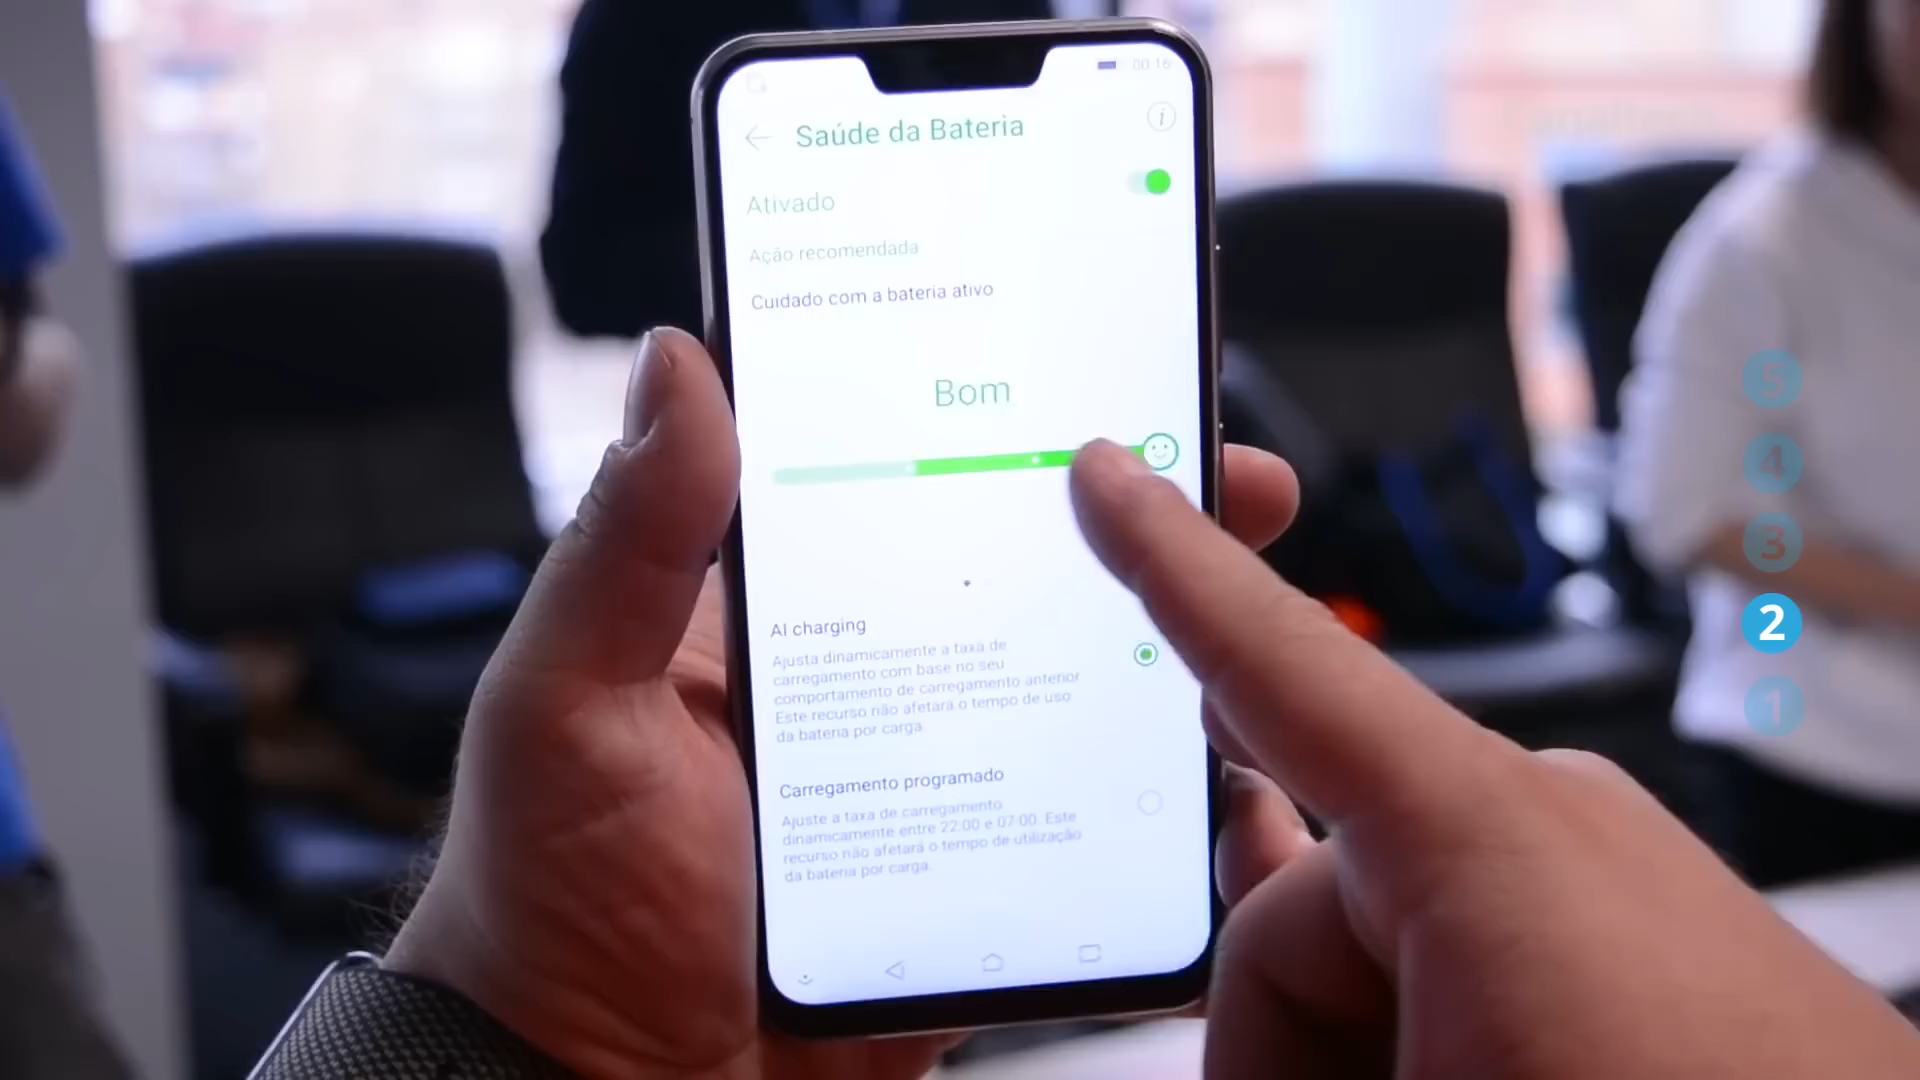 00:16
Saúde da Bateria
i
Ativado
Ação recomendada
Cuidado com a bateria ativo
Bom
AI charging
Ajusta dinamicamente a taxa de
carregamento com base no seu
comportamento de carregamento anterior
Este recurso não afetará o tempo de uso
da bateria por carga.
Carregamento programado
Ajuste a taxa de carregamento
dinamicamente entre 22:00 e 07:00. Este
recurso não afetará o tempo de utilização
da bateria por carga.
5
4
3
2
1